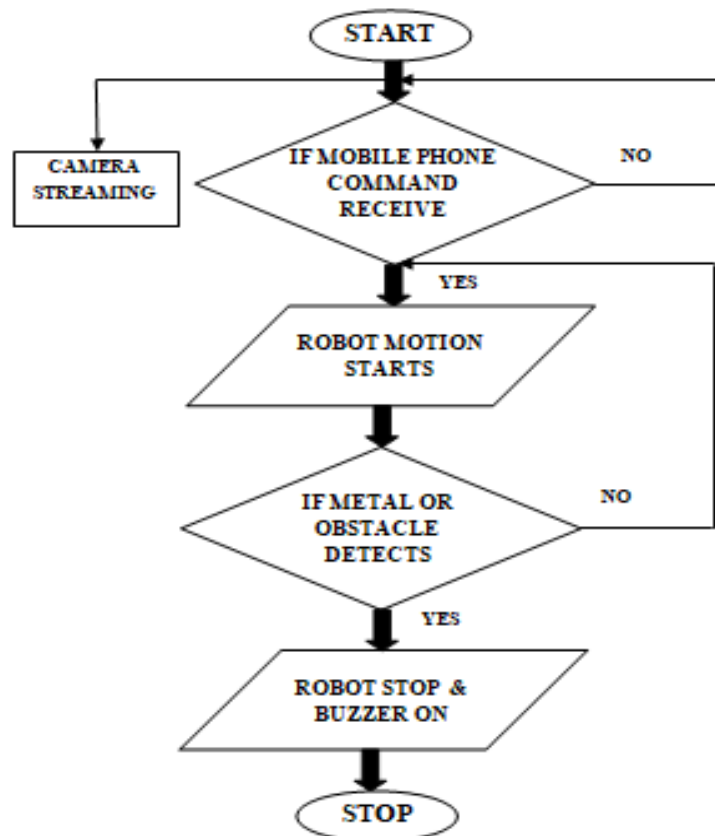 START
CAMERA
STREAMING
IF MOBILE PHONE
COMMAND
RECEIVE
NO
YES
ROBOT MOTION
STARTS
IF METAL OR
OBSTACLE
DETECTS
NO
YES
ROBOT STOP &
BUZZER ON
STOP